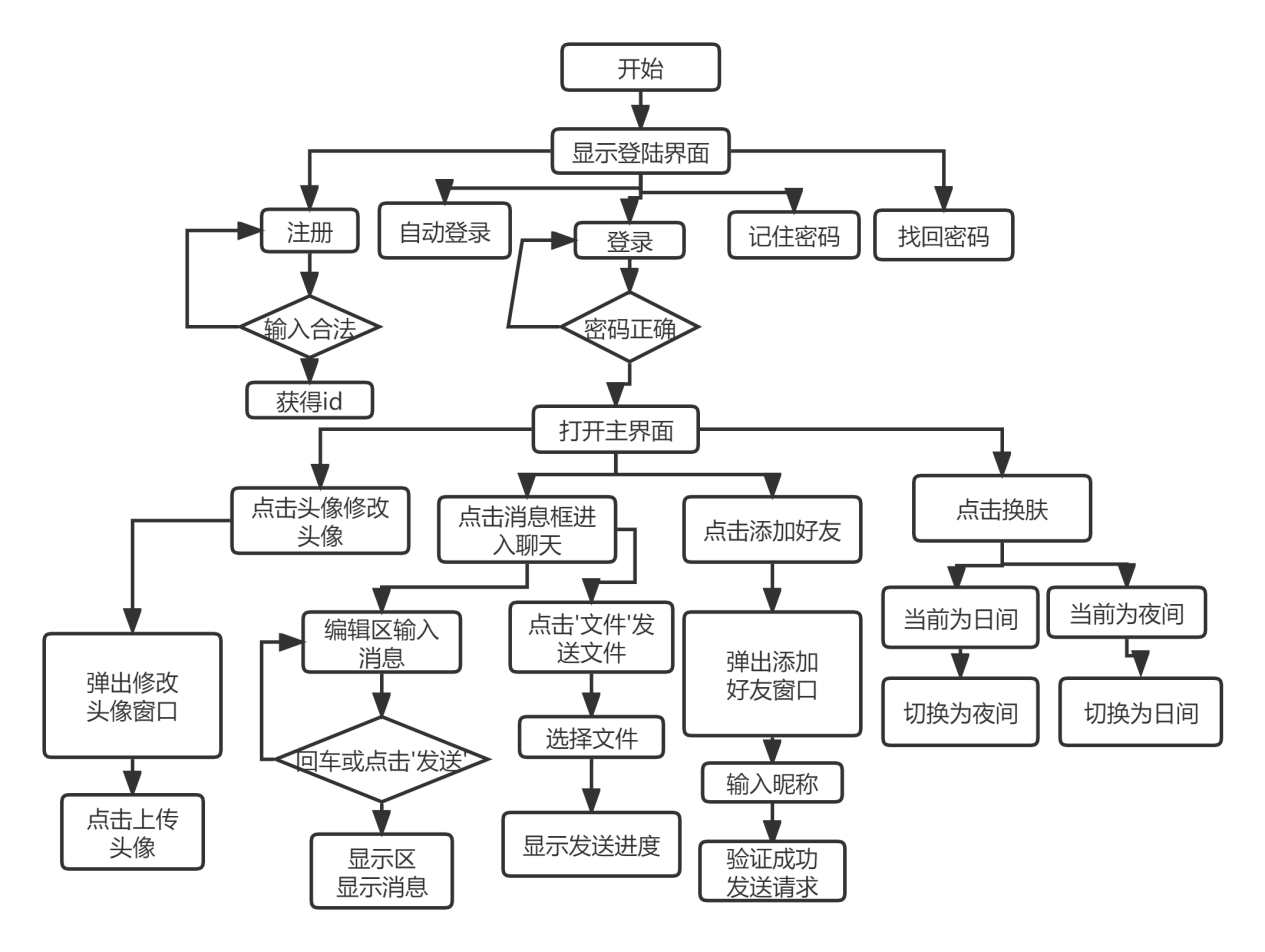 开始
显示登陆界面
注册
自动登录
登录
记住密码
找回密码
输入合法
密码正确
获得id
打开主界面
点击头像修改
头像
点击消息框进
入聊天
点击添加好友
点击换肤
编辑区输入
消息
点击'文件'发
送文件
当前为日间
当前为夜间
弹出修改
头像窗口
弹出添加
好友窗口
切换为夜间
切换为日间
回车或点击'发送'
选择文件
输入昵称
点击上传
头像
显示区
显示消息
显示发送进度
验证成功
发送请求